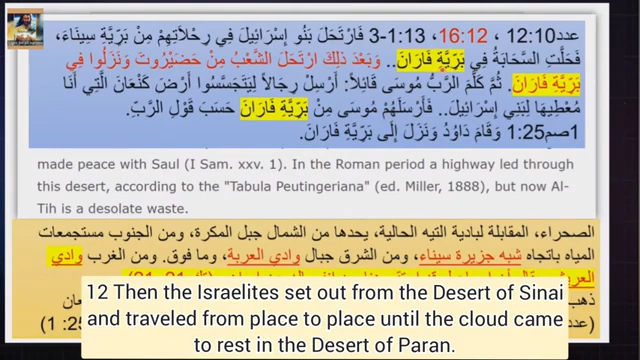 عدد12:10 ، 16:12، 1:13-3 فَارْتَحَلَ بَنُو إِسْرَائِيلَ فِي رِحْلاَتِهِمْ مِنْ بَرِّيَّةِ سِينَاءَ،
فَحَلَّتِ السَّحَابَةُ فِي بَرِّيَّةِ فَارَانَ.. وَبَعْدَ ذلِكَ ارْتَحَلَ الشَّعْبُ مِنْ حَضَيْرُوتَ وَنَزَلُوا فِي
بَرِّيَّةِ فَارَانَ. ثُمَّ كَلَّمَ الرَّبُّ مُوسَى قَائِلاً: أَرْسِلْ رِجَالاً لِيَتَجَسَّسُوا أَرْضَ كَنْعَانَ الَّتِي أَنَا
مُعْطِيهَا لِبَنِي إِسْرَائِيلَ.. فَأَرْسَلَهُمْ مُوسَى مِنْ بَرِّيَّةِ فَارَانَ حَسَبَ قَوْلِ الرَّبِّ.
1صم1:25 وَقَامَ دَاوُدُ وَنَزَلَ إِلَى بَرِّيَّةِ فَارَانَ.
made peace with Saul (I Sam. xxv. 1). In the Roman period a highway led through
this desert, according to the "Tabula Peutingeriana" (ed. Miller, 1888), but now Al-
Tih is a desolate waste.
الصحراء، المقابلة لبادية التيه الحالية، يحدها من الشمال جبل المكرة، ومن الجنوب مستجمعات
المياه باتجاه شبه جزيرة سيناء، ومن الشرق جبال وادي العربة، وما فوق. ومن الغرب وادي
العريش
12 Then the Israelites set out from the Desert of Sinai
and traveled from place to place until the cloud came
to rest in the Desert of Paran.